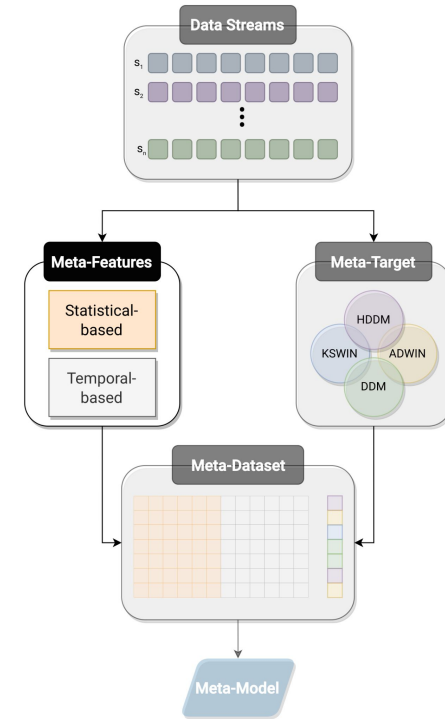 Data Streams
S1
S2
Sn
Meta-Features
Meta-Target
Statistical-
based
Temporal-
based
HDDM
KSWIN
ADWIN
DDM
Meta-Dataset
Meta-Model